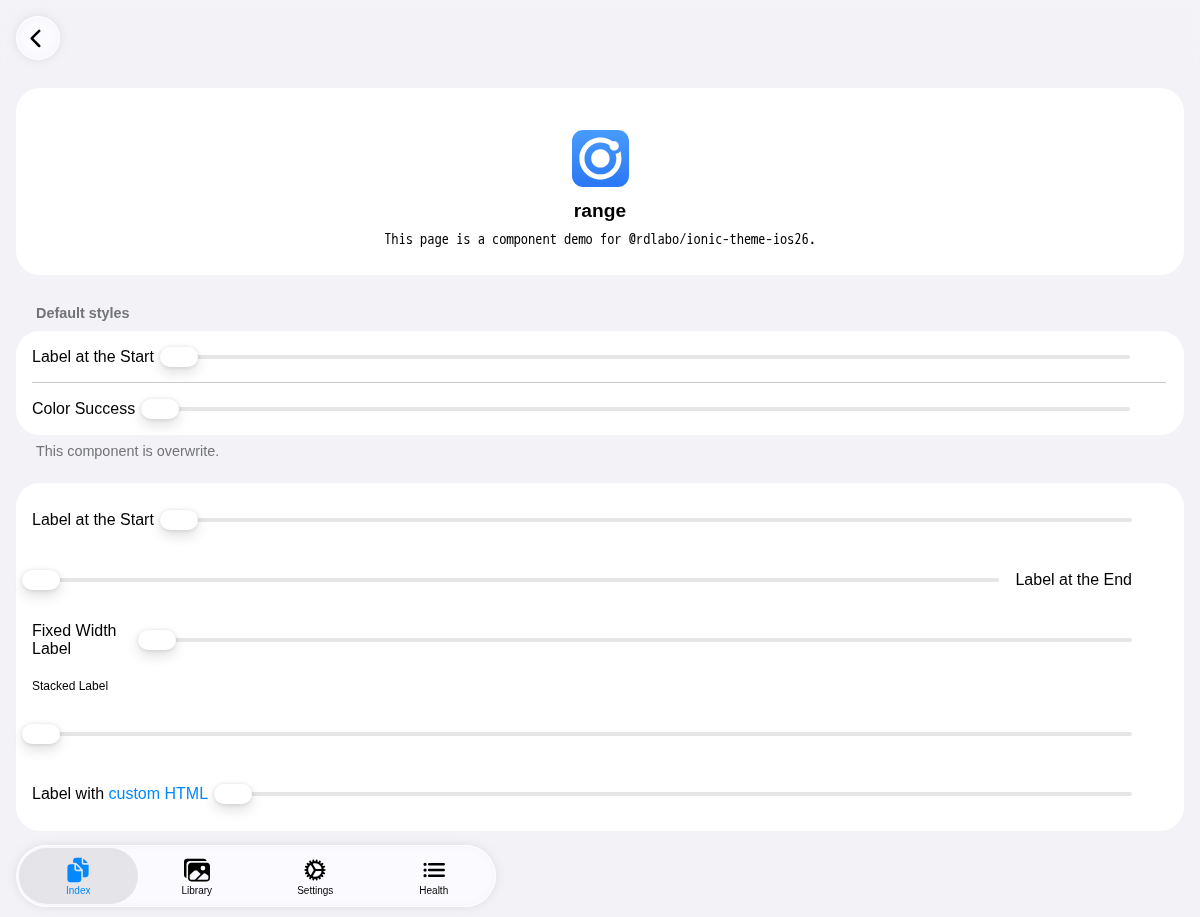 range
This page is a component demo for @rdlabo/ionic-theme-ios26.
Default styles
Label at the Start
Color Success
This component is overwrite.
Label at the Start
Label at the End
Fixed Width
Label
Stacked Label
Label with custom HTML
Index
Library
Settings
Health